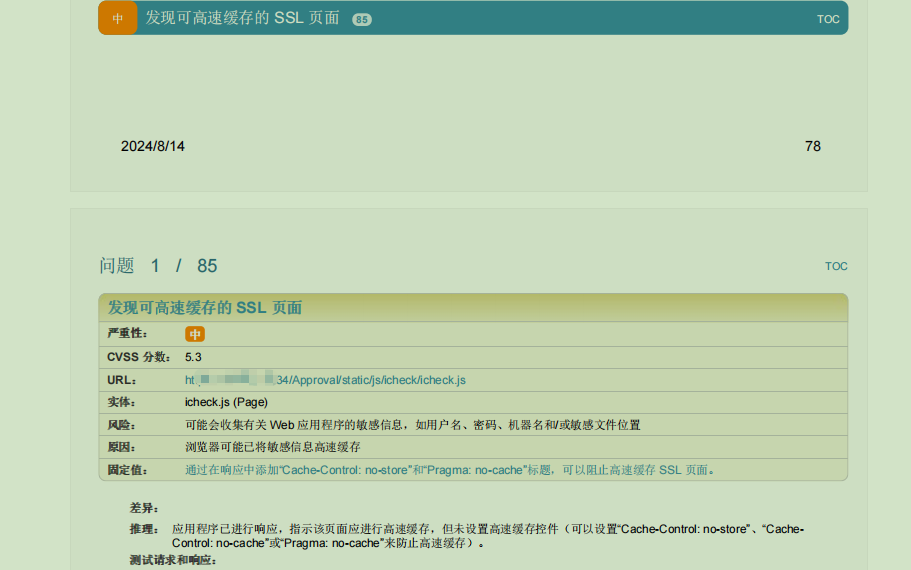 中 发现可高速缓存的 SSL 页面 85 TOC
2024/8/14 78
问题 1 / 85 TOC
发现可高速缓存的 SSL 页面
严重性： 中
CVSS 分数： 5.3
URL： ht 34/Approval/static/js/icheck/icheck.js
实体： icheck.js (Page)
风险： 可能会收集有关 Web 应用程序的敏感信息，如用户名、密码、机器名和/或敏感文件位置
原因： 浏览器可能已将敏感信息高速缓存
固定值： 通过在响应中添加“Cache-Control: no-store”和“Pragma: no-cache”标题，可以阻止高速缓存 SSL 页面。
差异：
推理： 应用程序已进行响应，指示该页面应进行高速缓存，但未设置高速缓存控件（可以设置“Cache-Control: no-store”、“Cache-
Control: no-cache”或“Pragma: no-cache”来防止高速缓存）。
测试请求和响应：